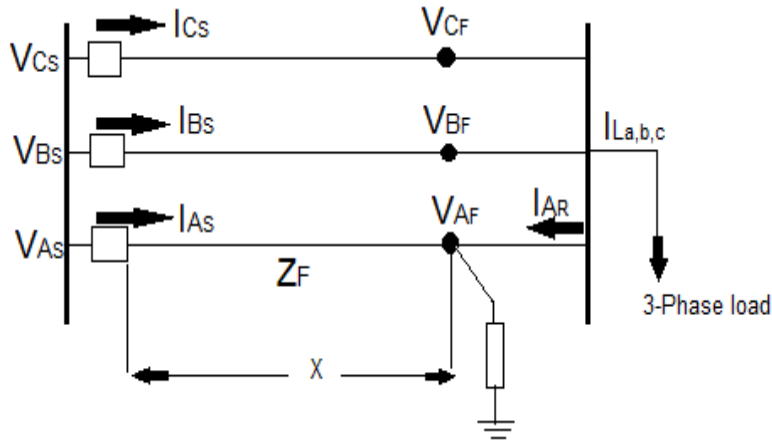 ICs
VCF
VCs
IBs
VBF
ILa,b,c
VBs
IAs
VAF
IAR
VAs
ZF
3-Phase load
X